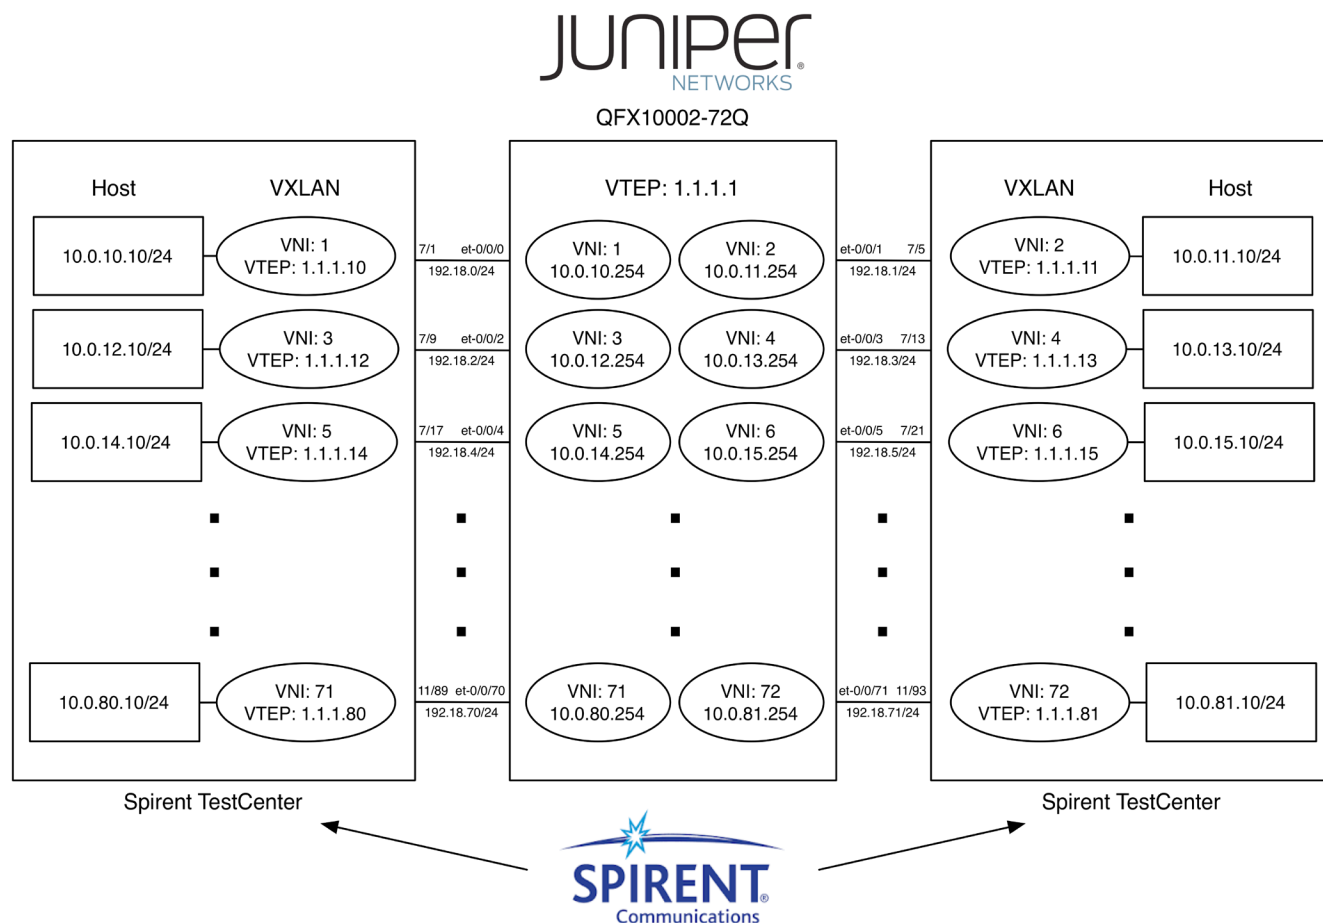 JUNIPER
NETWORKS
QFX10002-72Q
Host VXLAN VTEP: 1.1.1.1 VXLAN Host
10.0.10.10/24
VNI: 1
VTEP: 1.1.1.10
7/1 et-0/0/0
192.18.0/24
VNI: 1
10.0.10.254
VNI: 2
10.0.11.254
et-0/0/1 7/5
192.18.1/24
VNI: 2
VTEP: 1.1.1.11
10.0.11.10/24
10.0.12.10/24
VNI: 3
VTEP: 1.1.1.12
7/9 et-0/0/2
192.18.2/24
VNI: 3
10.0.12.254
VNI: 4
10.0.13.254
et-0/0/3 7/13
192.18.3/24
VNI: 4
VTEP: 1.1.1.13
10.0.13.10/24
10.0.14.10/24
VNI: 5
VTEP: 1.1.1.14
7/17 et-0/0/4
192.18.4/24
VNI: 5
10.0.14.254
VNI: 6
10.0.15.254
et-0/0/5 7/21
192.18.5/24
VNI: 6
VTEP: 1.1.1.15
10.0.15.10/24
10.0.80.10/24
VNI: 71
VTEP: 1.1.1.80
11/89 et-0/0/70
192.18.70/24
VNI: 71
10.0.80.254
VNI: 72
10.0.81.254
et-0/0/71 11/93
192.18.71/24
VNI: 72
VTEP: 1.1.1.81
10.0.81.10/24
Spirent TestCenter
Spirent TestCenter
SPIRENT®
Communications